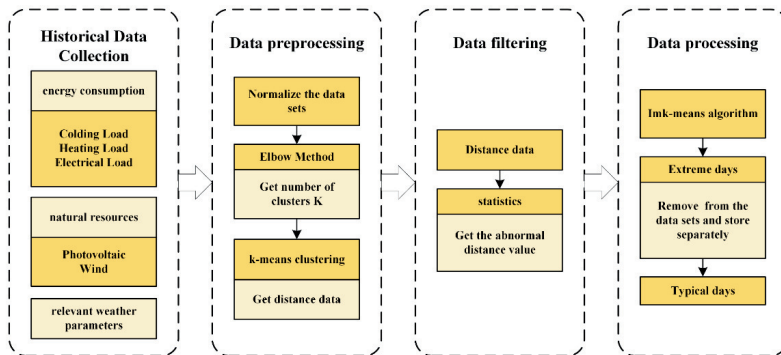 Historical Data
Collection
energy consumption
Colding Load
Heating Load
Electrical Load
natural resources
Photovoltaic
Wind
relevant weather
parameters
Data preprocessing
Normalize the data
sets
Elbow Method
Get number of
clusters K
k-means clustering
Get distance data
Data filtering
Distance data
statistics
Get the abnormal
distance value
Data processing
Imk-means algorithm
Extreme days
Remove from the
data sets and store
separately
Typical days